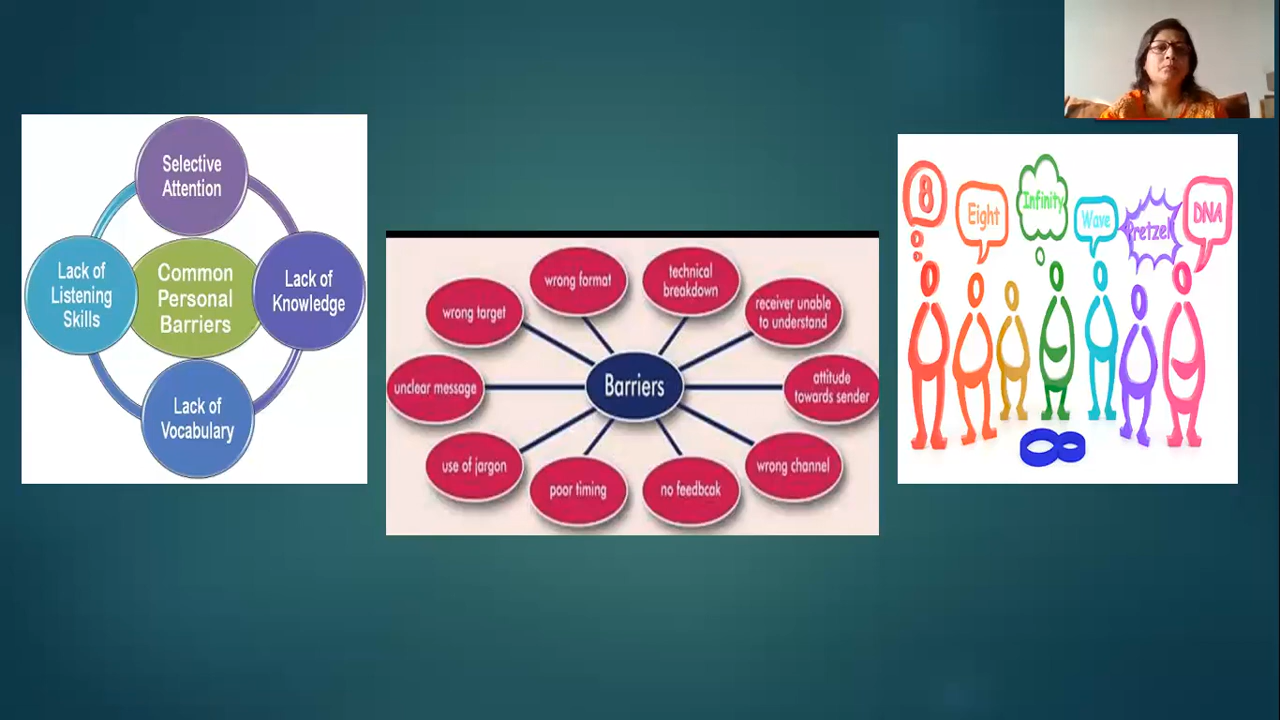 Selective
Attention
Lack of
Listening
Skills
Common
Personal
Barriers
Lack of
Knowledge
Lack of
Vocabulary
wrong format
technical
breakdown
wrong target
receiver unable
to understand
unclear message
Barriers
attitude
towards sender
use of jargon
wrong channel
poor timing
no feedbcak
8
Eight
Infinity
Wave
Pretzel
DNA